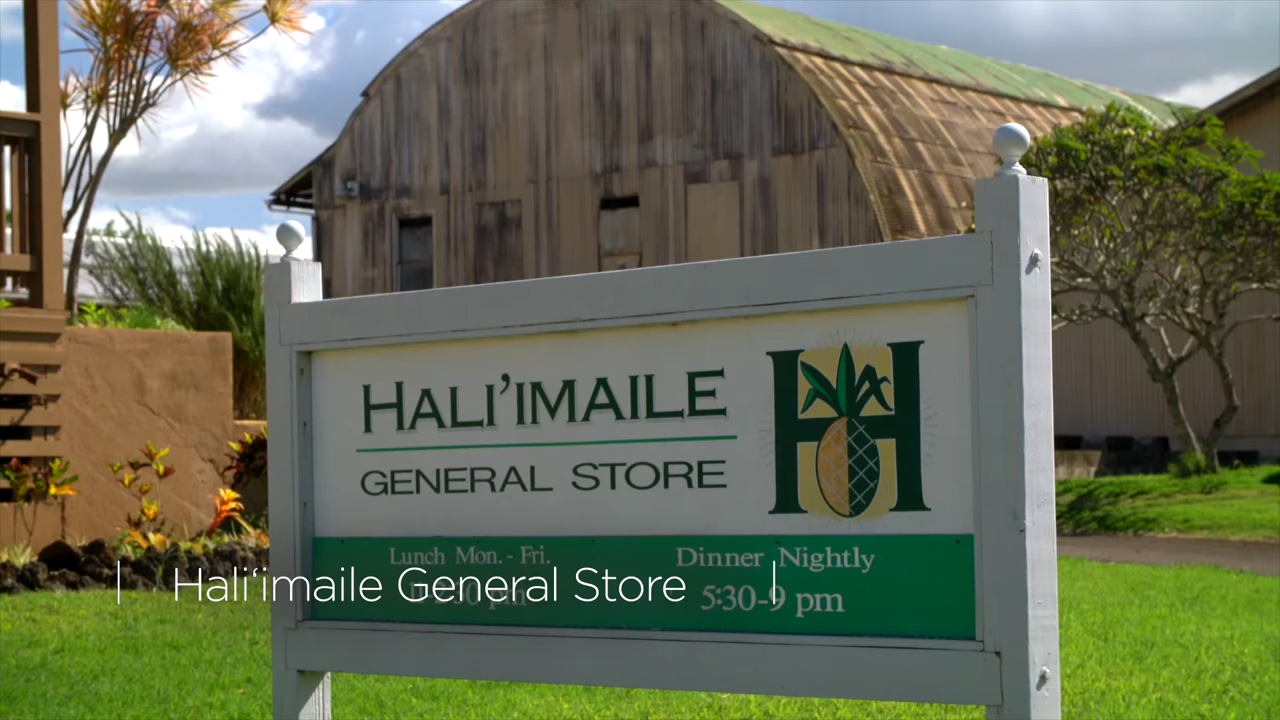 HALI'IMAILE
GENERAL STORE
H
Lunch Mon. - Fri.
Dinner Nightly
5:30-9 pm
Hali‘imaile General Store